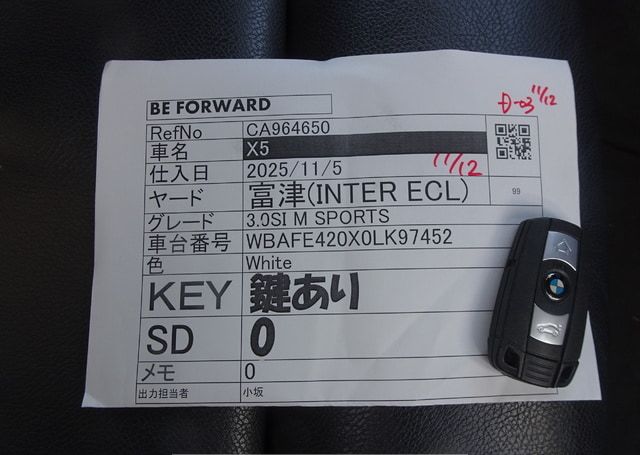 BE FORWARD
Đ-03 11/12
RefNo CA964650
車名 X5
仕入日 2025/11/5 11/12
ヤード 富津(INTER ECL) 99
グレード 3.0SI M SPORTS
車台番号 WBAFE420X0LK97452
色 White
KEY 鍵あり
SD 0
メモ 0
出力担当者 小坂